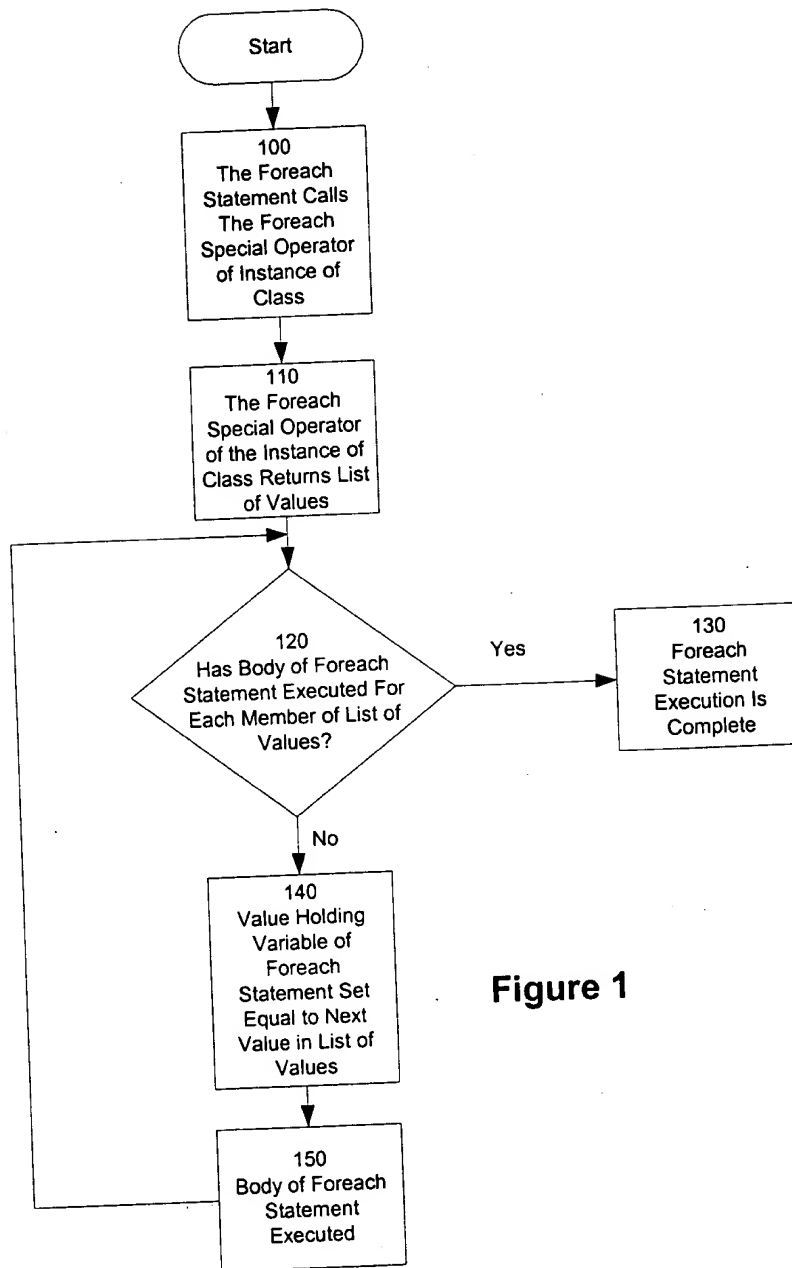 Start
100
The Foreach
Statement Calls
The Foreach
Special Operator
of Instance of
Class
110
The Foreach
Special Operator
of the Instance of
Class Returns List
of Values
120
Has Body of Foreach
Statement Executed For
Each Member of List of
Values?
Yes
130
Foreach
Statement
Execution Is
Complete
No
140
Value Holding
Variable of
Foreach
Statement Set
Equal to Next
Value in List of
Values
Figure 1
150
Body of Foreach
Statement
Executed